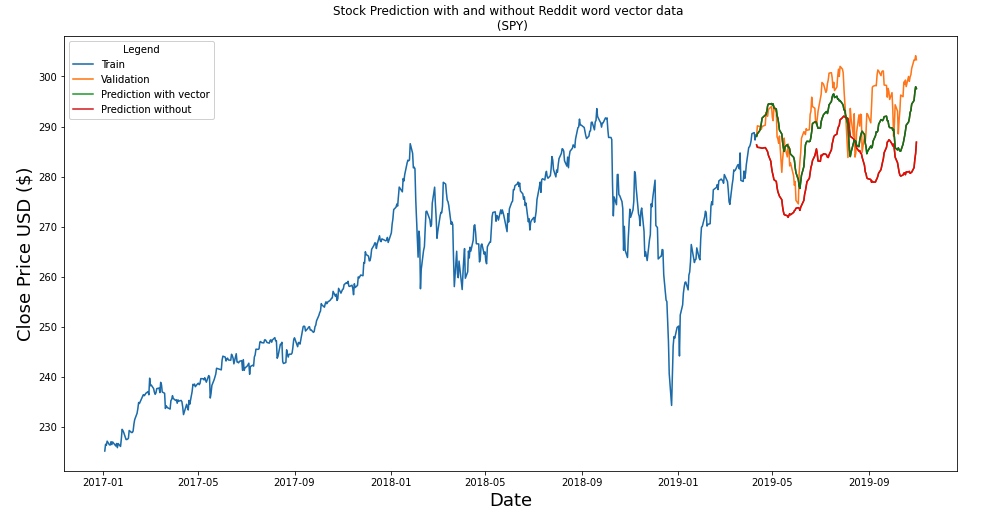 Stock Prediction with and without Reddit word vector data
(SPY)
Legend
Train
Validation
Prediction with vector
Prediction without
Close Price USD ($)
300
290
280
270
260
250
240
230
2017-01
2017-05
2017-09
2018-01
2018-05
2018-09
2019-01
2019-05
2019-09
Date